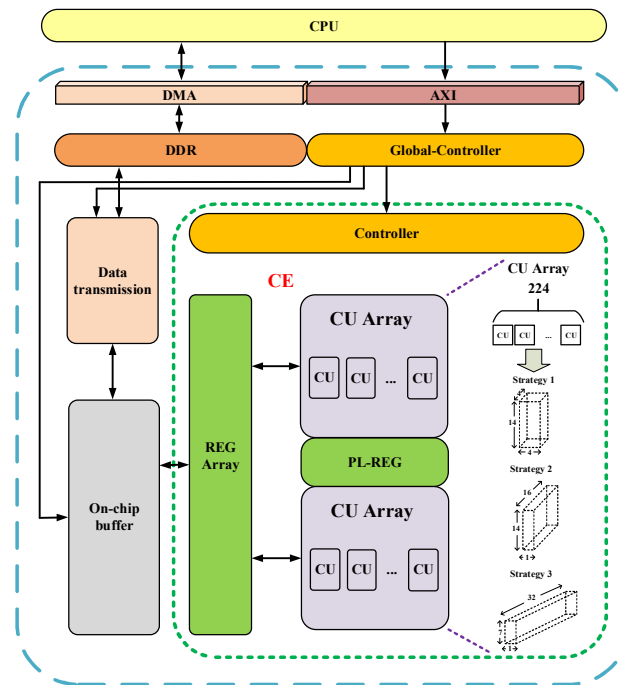 CPU
DMA
AXI
DDR
Global-Controller
Controller
Data
transmission
CE
CU Array
224
CU CU ... CU
CU Array
CU CU ... CU
Strategy 1
14
4
REG
Array
PL-REG
Strategy 2
16
14
1
On-chip
buffer
CU Array
CU CU ... CU
Strategy 3
32
7
1